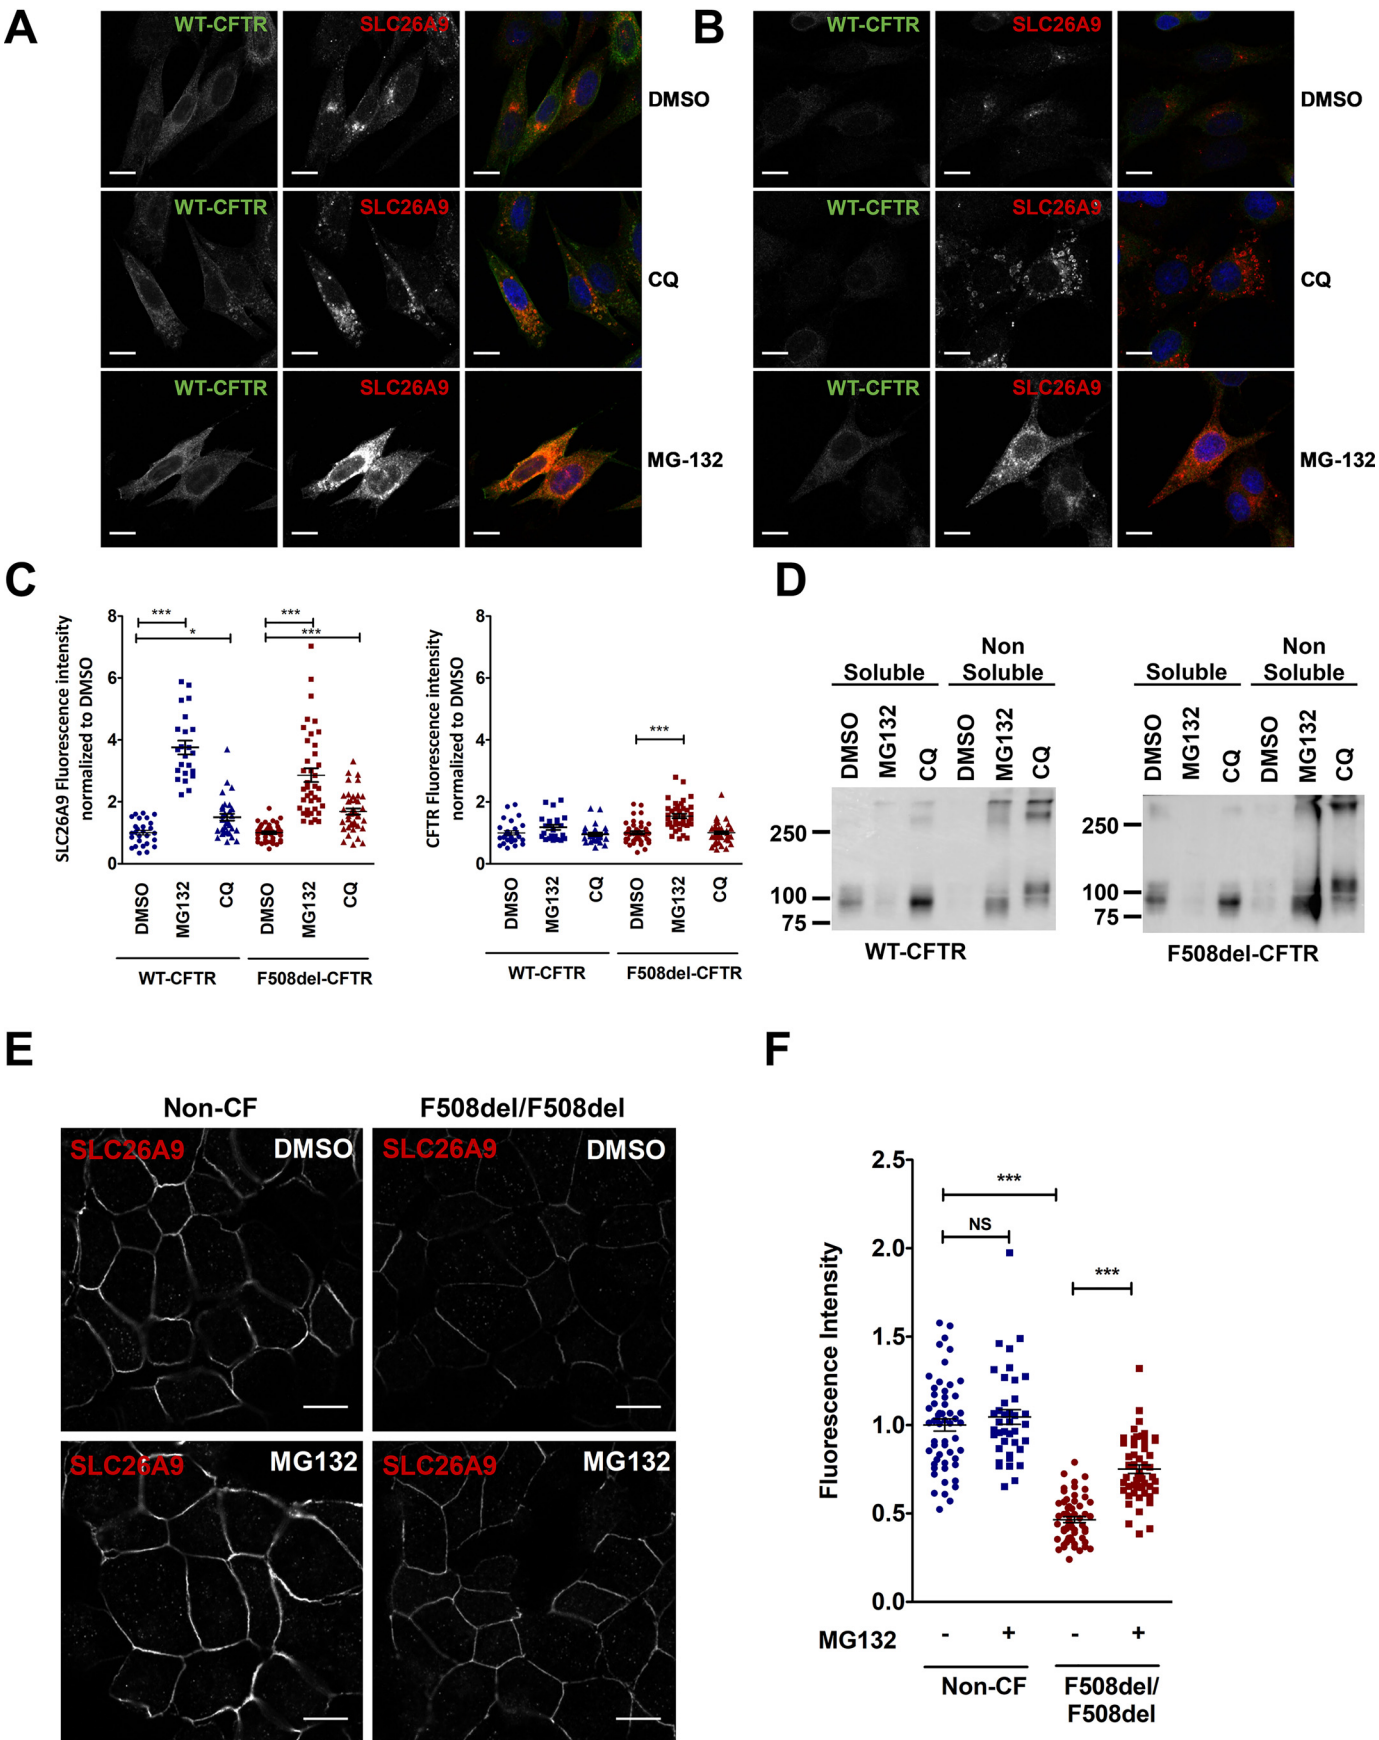 A
WT-CFTR SLC26A9
DMSO
WT-CFTR SLC26A9
CQ
WT-CFTR SLC26A9
MG-132
B
WT-CFTR SLC26A9
DMSO
WT-CFTR SLC26A9
CQ
WT-CFTR SLC26A9
MG-132
C
SLC26A9 Fluorescence intensity
normalized to DMSO
8
6
4
2
0
*** *** 
* ***
DMSO MG132 CQ DMSO MG132 CQ
WT-CFTR F508del-CFTR
CFTR Fluorescence intensity
normalized to DMSO
8
6
4
2
0
***
DMSO MG132 CQ DMSO MG132 CQ
WT-CFTR F508del-CFTR
D
Non
Soluble Soluble
DMSO MG132 CQ DMSO MG132 CQ
250
100
75
WT-CFTR
Non
Soluble Soluble
DMSO MG132 CQ DMSO MG132 CQ
250
100
75
F508del-CFTR
E
Non-CF F508del/F508del
SLC26A9 DMSO SLC26A9 DMSO
SLC26A9 MG132 SLC26A9 MG132
F
Fluorescence Intensity
2.5
2.0
1.5
1.0
0.5
0.0
***
NS
***
MG132 - + - +
Non-CF F508del/
F508del